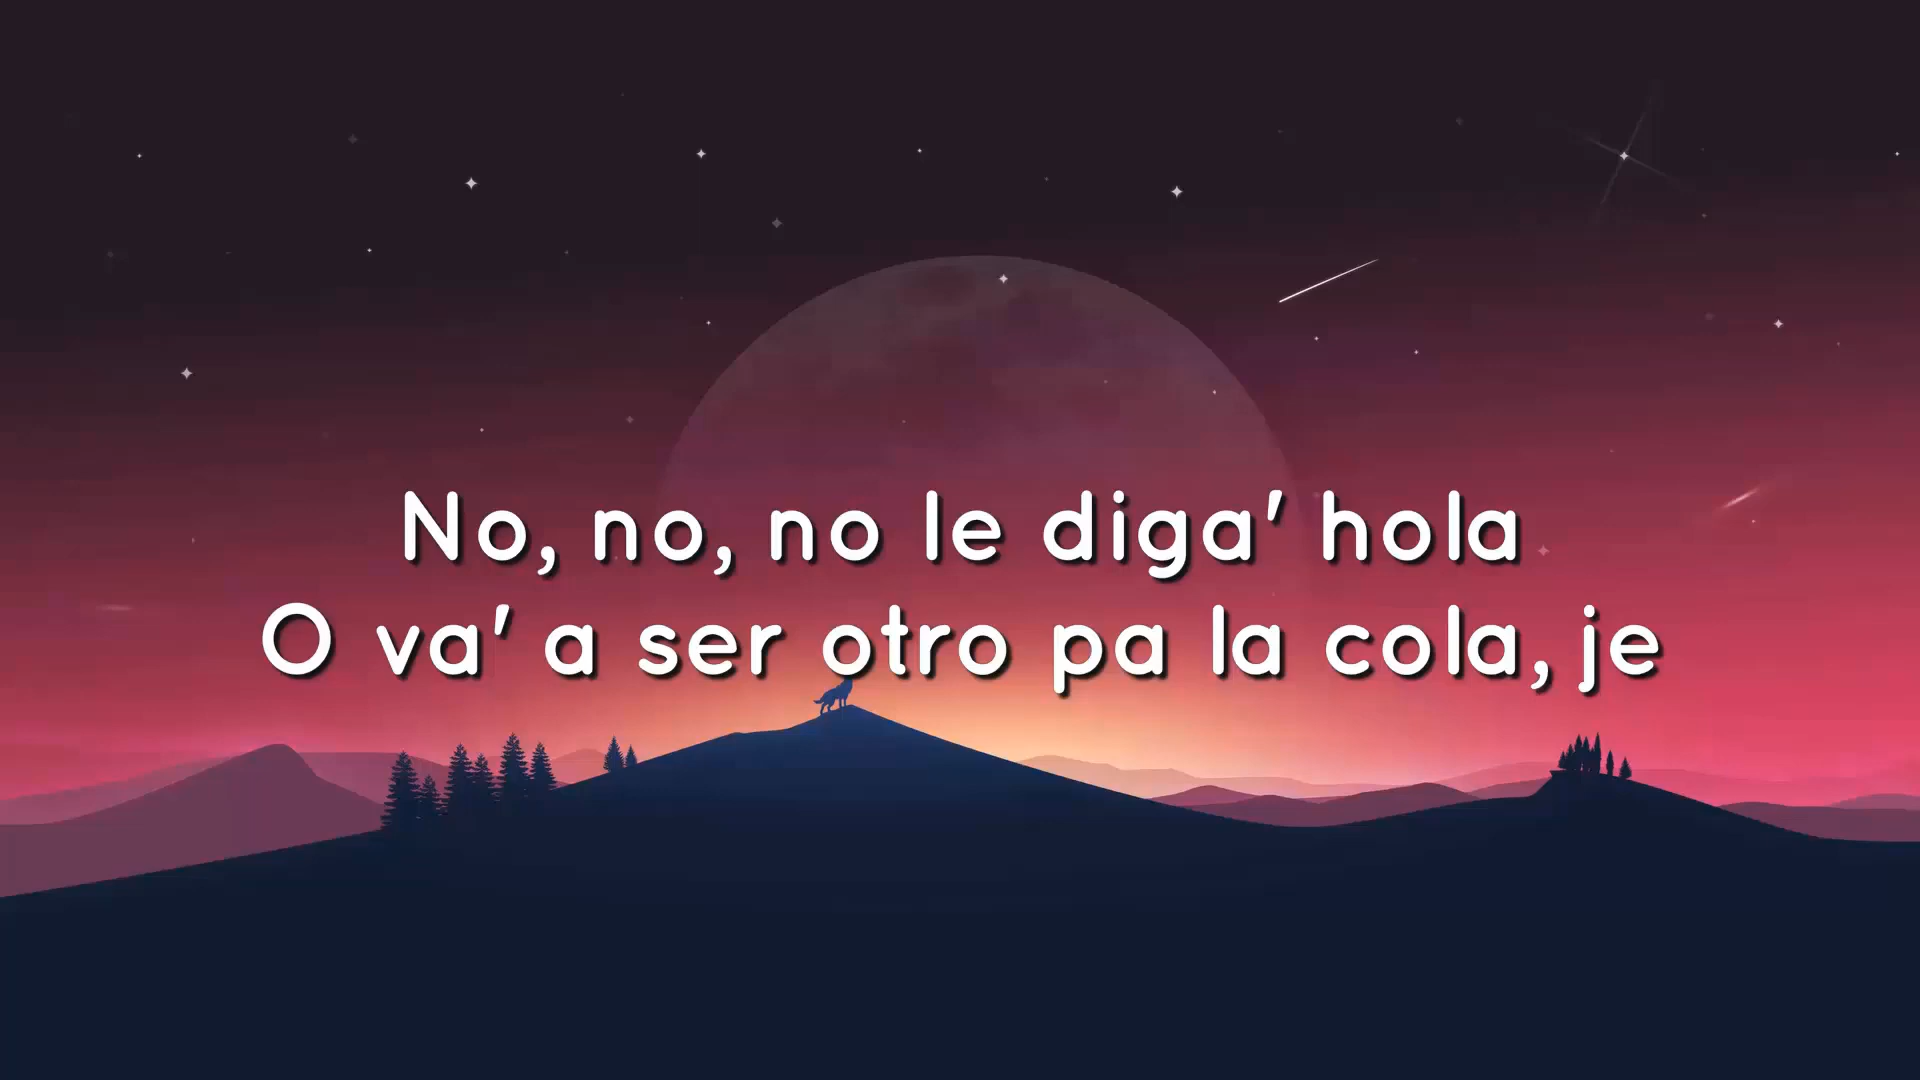 No, no, no le diga' hola
O va' a ser otro pa la cola, je